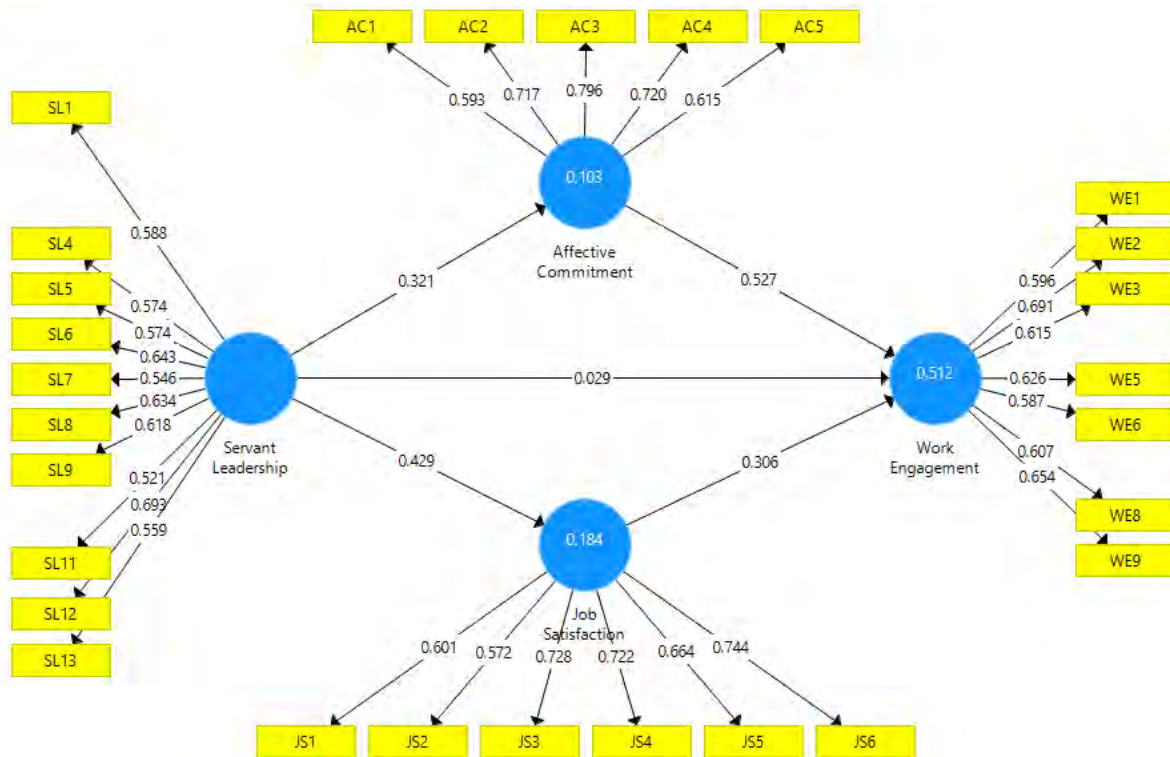 AC1 AC2 AC3 AC4 AC5
0.593 0.717 0.796 0.720 0.615
0.103
Affective
Commitment
SL1
SL4
SL5
SL6
SL7
SL8
SL9
SL11
SL12
SL13
0.588
0.574
0.574
0.643
0.546
0.634
0.618
0.521
0.693
0.559
Servant
Leadership
0.321
0.527
0.029
0.429
0.306
0.512
Work
Engagement
WE1
WE2
WE3
WE5
WE6
WE8
WE9
0.596
0.691
0.615
0.626
0.587
0.607
0.654
0.184
Job
Satisfaction
0.601 0.572 0.728 0.722 0.664 0.744
JS1 JS2 JS3 JS4 JS5 JS6